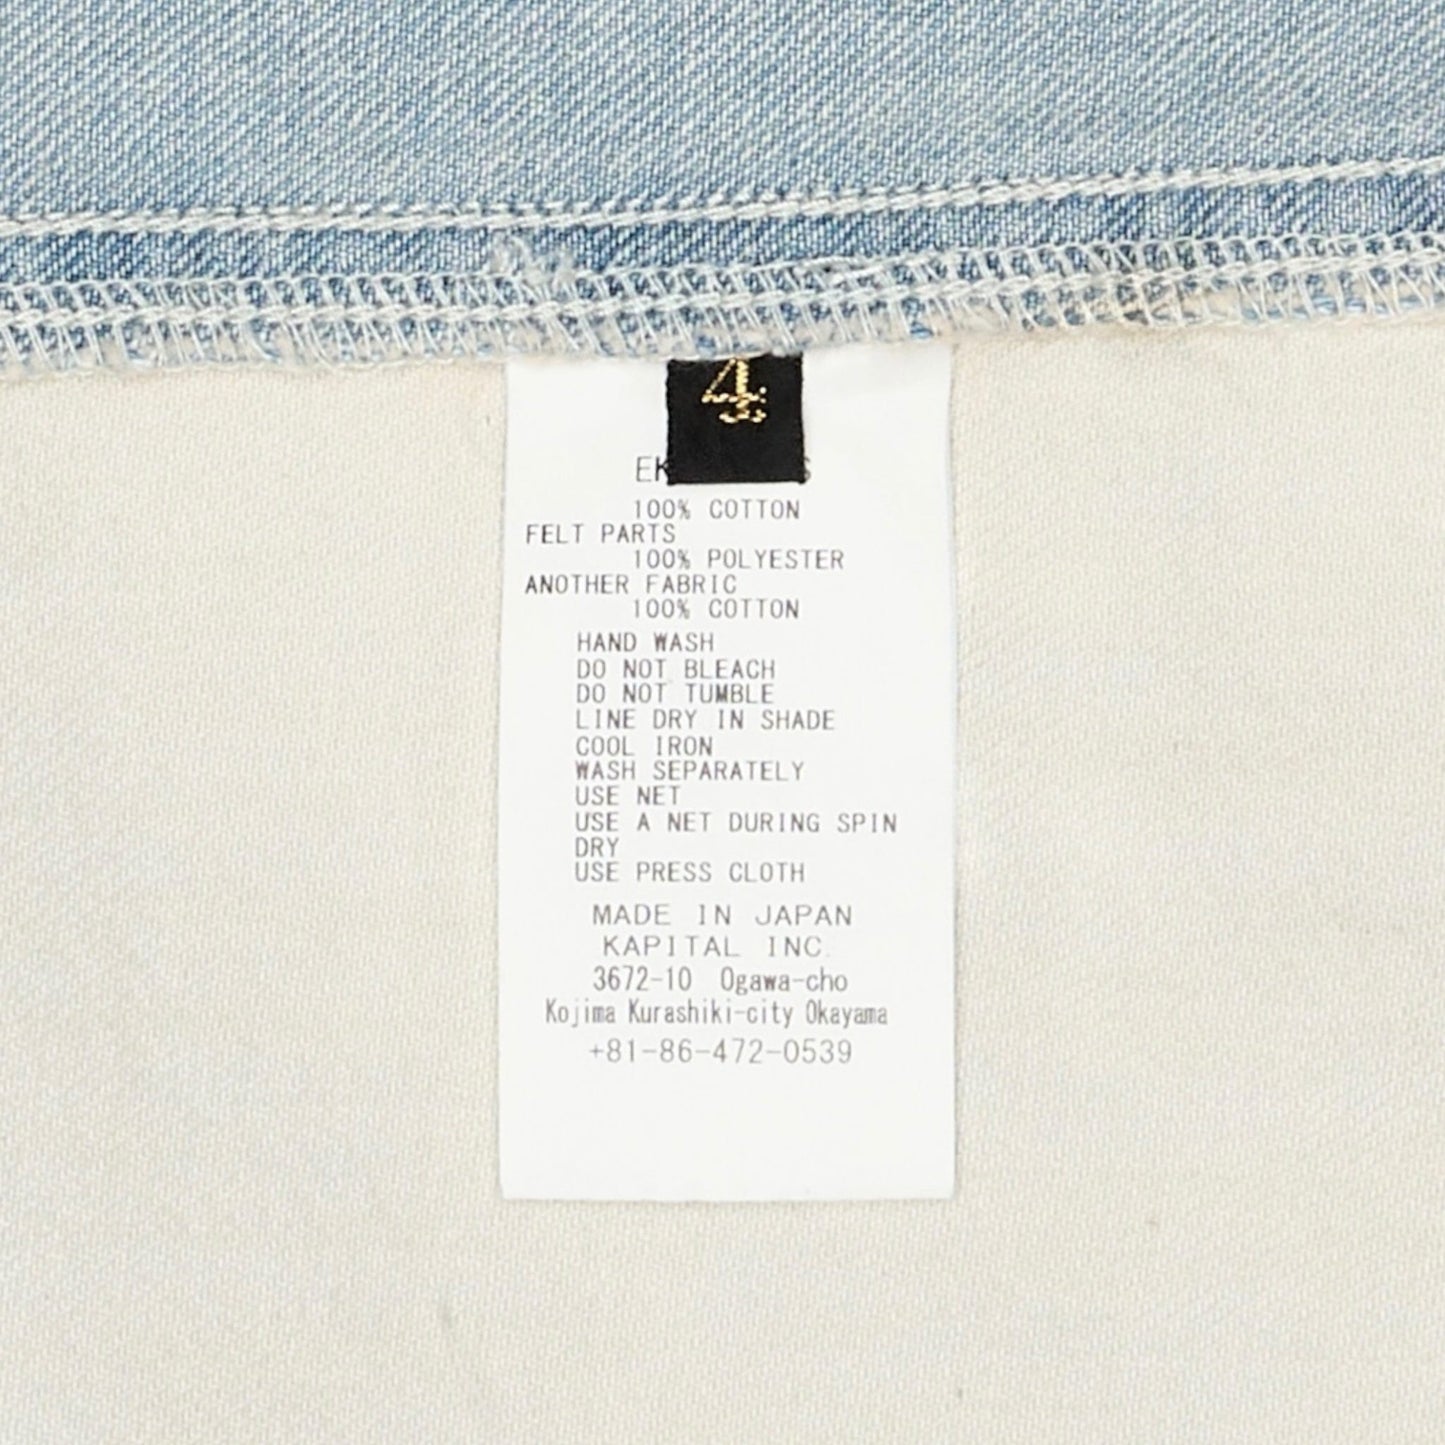 4
100% COTTON
FELT PARTS
100% POLYESTER
ANOTHER FABRIC
100% COTTON
HAND WASH
DO NOT BLEACH
DO NOT TUMBLE
LINE DRY IN SHADE
COOL IRON
WASH SEPARATELY
USE NET
USE A NET DURING SPIN
DRY
USE PRESS CLOTH
MADE IN JAPAN
KAPITAL INC.
3672-10 Ogawa-cho
Kojima Kurashiki-city Okayama
+81-86-472-0539